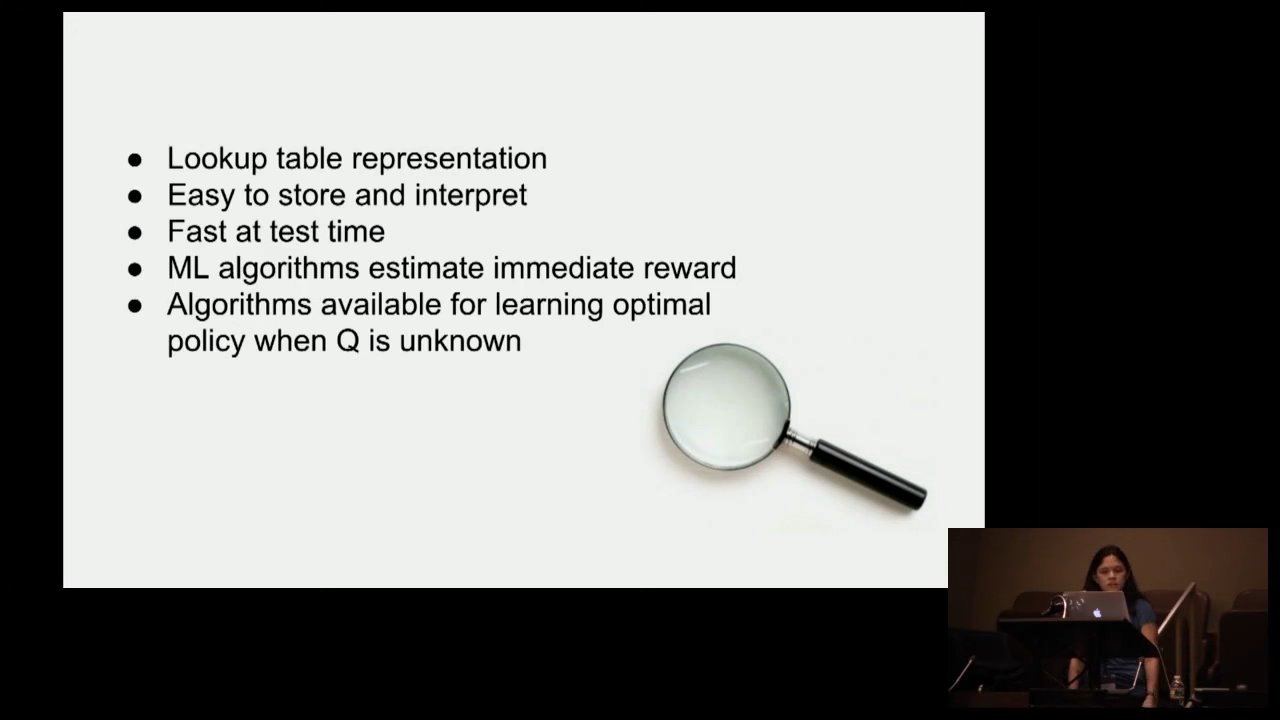 ● Lookup table representation
● Easy to store and interpret
● Fast at test time
● ML algorithms estimate immediate reward
● Algorithms available for learning optimal
policy when Q is unknown